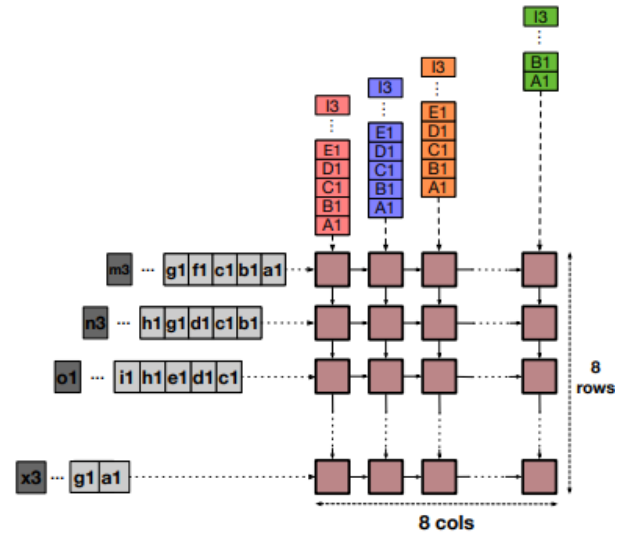 I3
B1
A1
I3
E1
D1
C1
B1
A1
I3
E1
D1
C1
B1
A1
I3
E1
D1
C1
B1
A1
m3 ... g1 f1 c1 b1 a1
n3 ... h1 g1 d1 c1 b1
o1 ... i1 h1 e1 d1 c1
x3 ... g1 a1
8
rows
8 cols